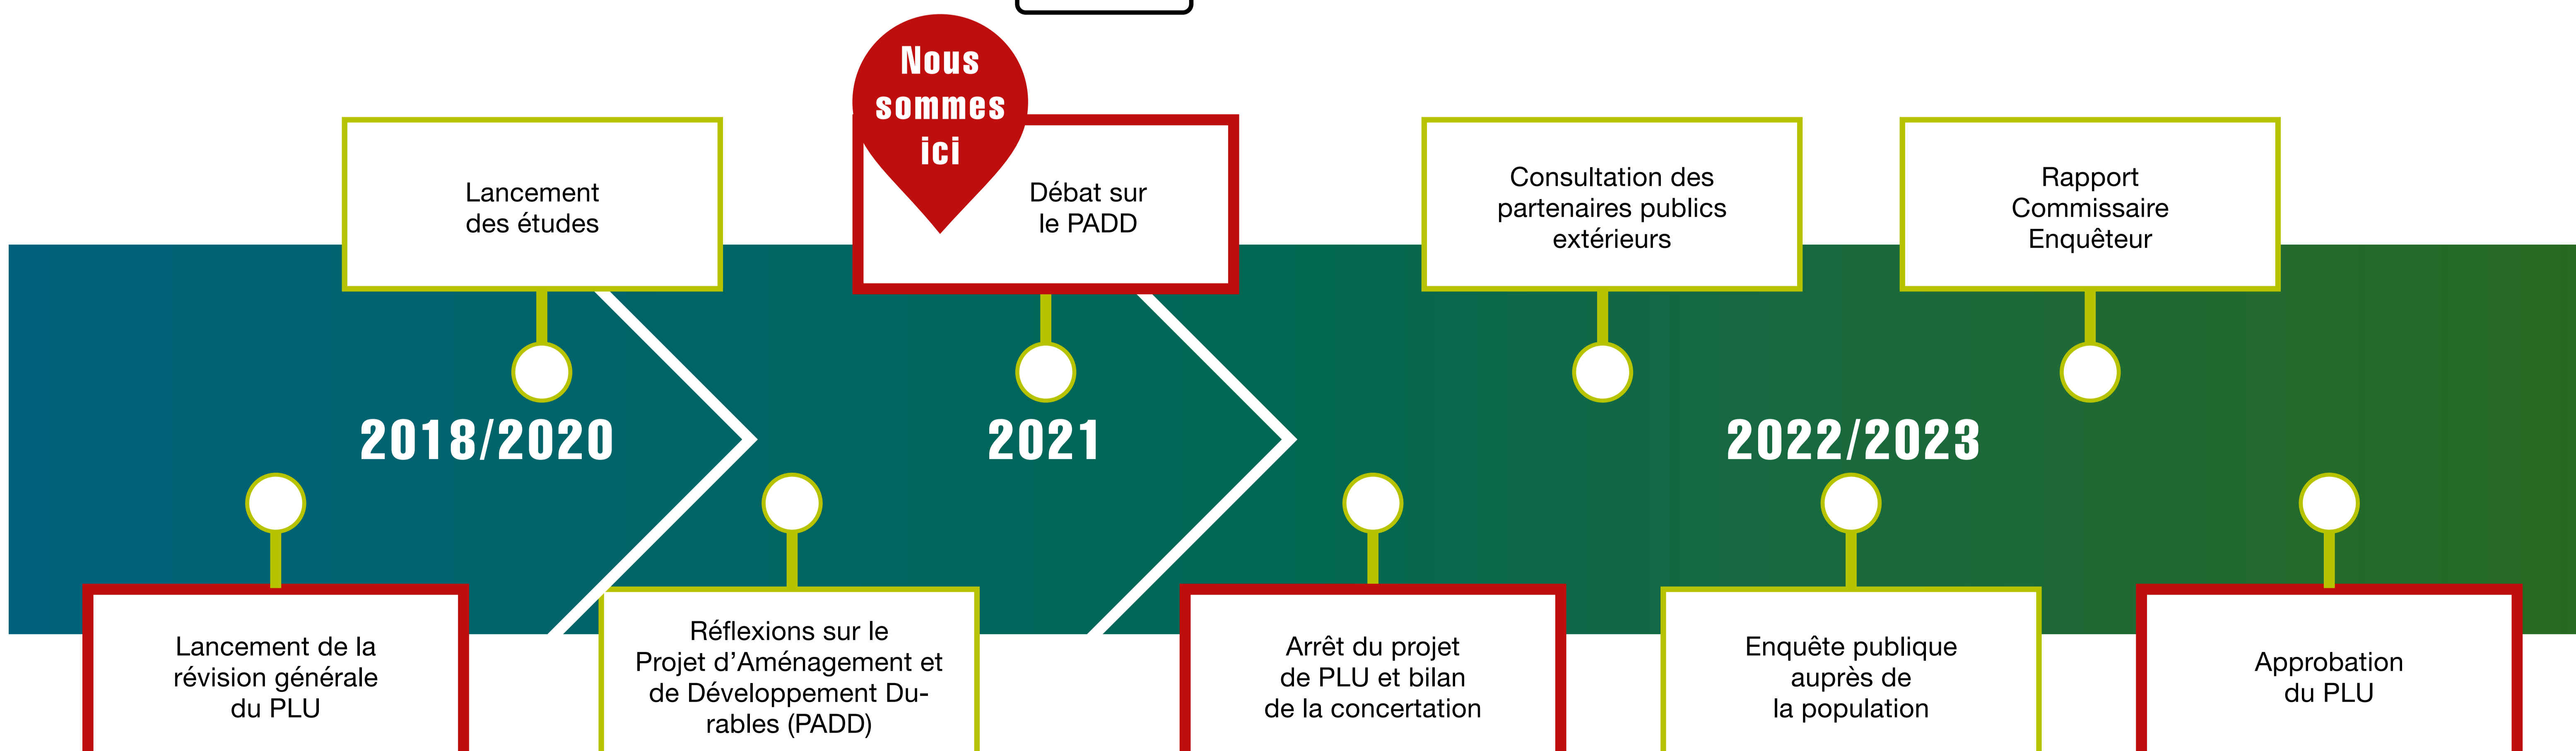 Nous
sommes
ici
Lancement
des études
Débat sur
le PADD
Consultation des
partenaires publics
extérieurs
Rapport
Commissaire
Enquêteur
2018/2020
2021
2022/2023
Lancement de la
révision générale
du PLU
Réflexions sur le
Projet d’Aménagement et
de Développement Du-
rables (PADD)
Arrêt du projet
de PLU et bilan
de la concertation
Enquête publique
auprès de
la population
Approbation
du PLU